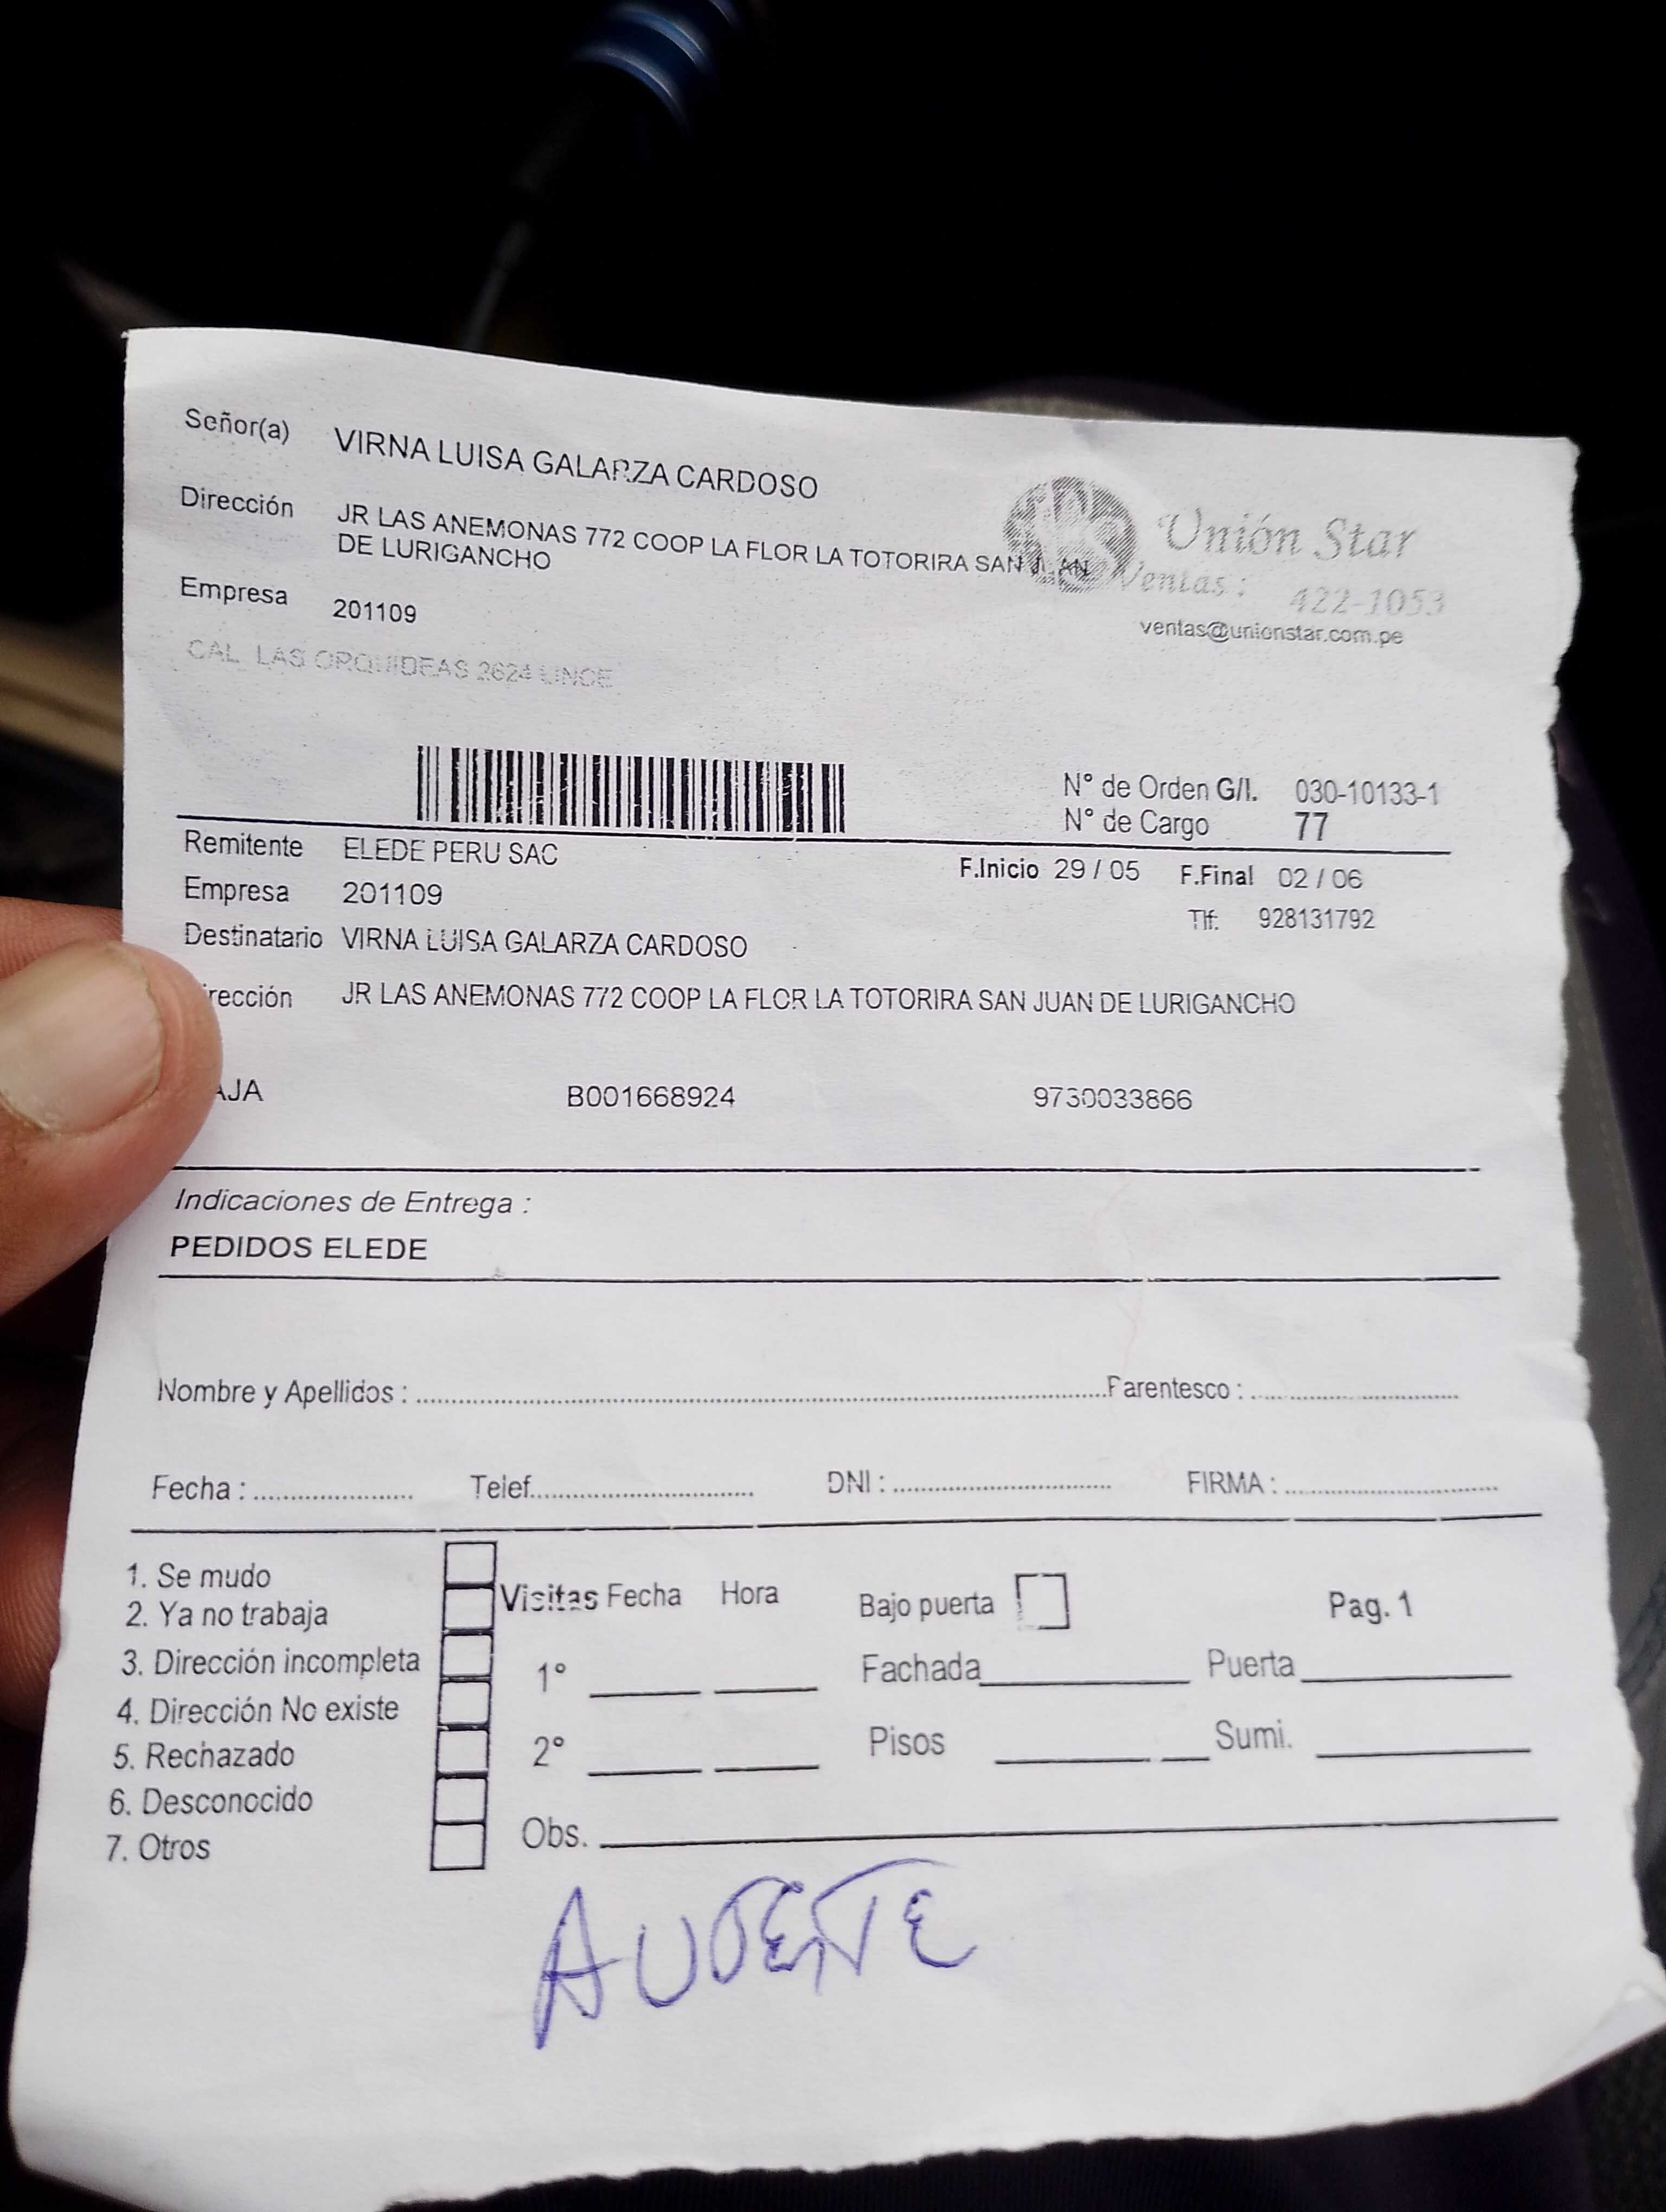 Señor(a) VIRNA LUISA GALARZA CARDOSO
Dirección JR LAS ANEMONAS 772 COOP LA FLOR LA TOTORIRA SAN JUAN
DE LURIGANCHO
Unión Star
Ventas: 422-1053
ventas@unionstar.com.pe
Empresa 201109
CAL LAS ORQUIDEAS 2624 LINCE
N° de Orden G/I. 030-10133-1
N° de Cargo 77
Remitente ELEDE PERU SAC
F.Inicio 29 / 05 F.Final 02 / 06
Empresa 201109
Tlf: 928131792
Destinatario VIRNA LUISA GALARZA CARDOSO
irección JR LAS ANEMONAS 772 COOP LA FLOR LA TOTORIRA SAN JUAN DE LURIGANCHO
AJA B001668924 9730033866
Indicaciones de Entrega :
PEDIDOS ELEDE
Nombre y Apellidos : Parentesco :
Fecha : Telef. DNI : FIRMA :
1. Se mudo
2. Ya no trabaja
3. Dirección incompleta
4. Dirección No existe
5. Rechazado
6. Desconocido
7. Otros
Visitas Fecha Hora Bajo puerta Pag. 1
1° Fachada Puerta
2° Pisos Sumi.
Obs.
AUSENTE